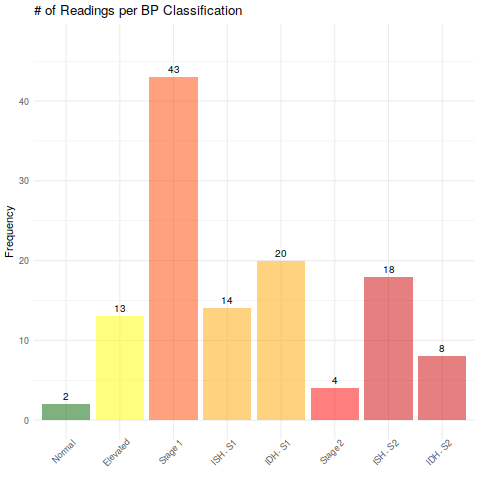 # of Readings per BP Classification
Frequency
40
30
20
10
0
2
13
43
14
20
4
18
8
Normal
Elevated
Stage 1
ISH - S1
IDH - S1
Stage 2
ISH - S2
IDH - S2